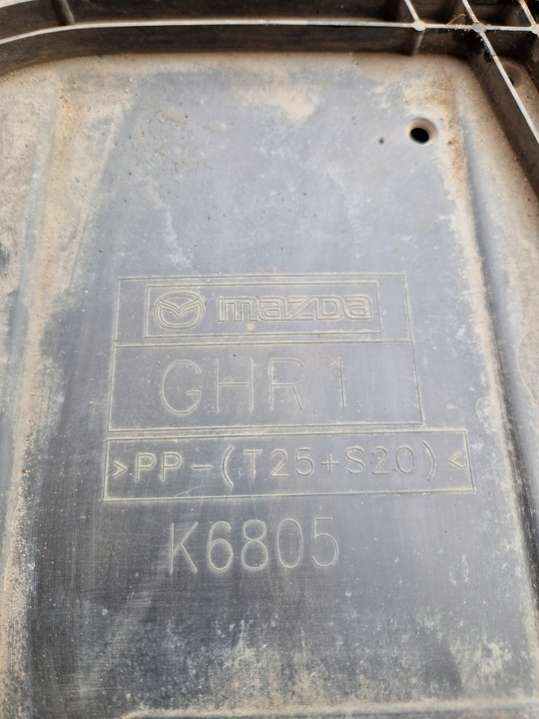 mazda
GHR1
>PP-(T25+S20)<
K6805